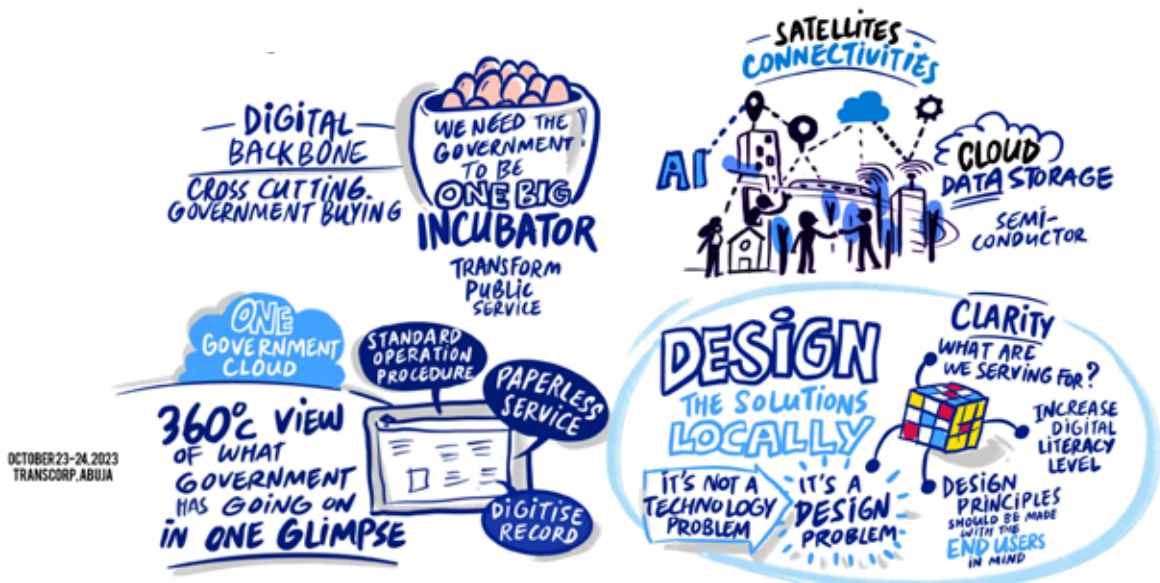 DIGITAL
BACKBONE
CROSS CUTTING.
GOVERNMENT BUYING
WE NEED THE
GOVERNMENT
TO BE
ONE BIG
INCUBATOR
TRANSFORM
PUBLIC
SERVICE
SATELLITES
CONNECTIVITIES
AI
CLOUD
DATA STORAGE
SEMI-
CONDUCTOR
ONE
GOVERNMENT
CLOUD
360°C VIEW
OF WHAT
GOVERNMENT
HAS GOING ON
IN ONE GLIMPSE
STANDARD
OPERATION
PROCEDURE
PAPERLESS
SERVICE
DIGITISE
RECORD
OCTOBER 23-24, 2023
TRANSCORP, ABUJA
DESIGN
THE SOLUTIONS
LOCALLY
IT'S NOT A
TECHNOLOGY
PROBLEM
IT'S A
DESIGN
PROBLEM
CLARITY
WHAT ARE
WE SERVING FOR?
INCREASE
DIGITAL
LITERACY
LEVEL
DESIGN
PRINCIPLES
SHOULD BE MADE
WITH THE
END USERS
IN MIND